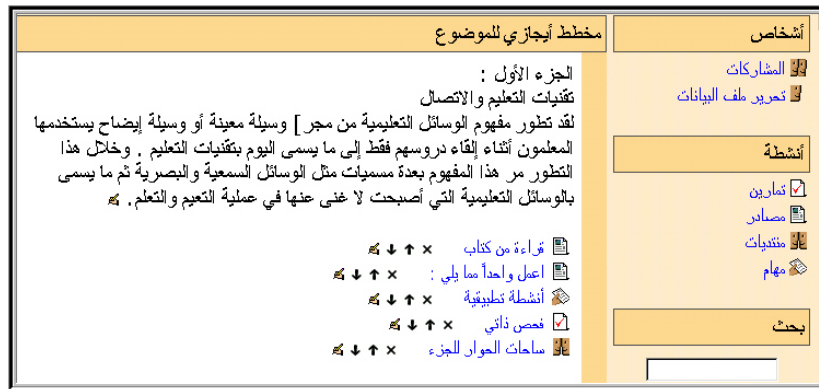 أشخاص
المشاركات
تحرير ملف البيانات
أنشطة
تمارين
مصادر
منتديات
مهام
بحث
مخطط أيجازي للموضوع
الجزء الأول :
تقنيات التعليم والاتصال
لقد تطور مفهوم الوسائل التعليمية من مجر] وسيلة معينة أو وسيلة إيضاح يستخدمها
المعلمون أثناء إلقاء دروسهم فقط إلى ما يسمى اليوم بتقنيات التعليم . وخلال هذا
التطور مر هذا المفهوم بعدة مسميات مثل الوسائل السمعية والبصرية ثم ما يسمى
بالوسائل التعليمية التي أصبحت لا غنى عنها في عملية التعيم والتعلم .
قراءة من كتاب
اعمل واحداً مما يلي :
أنشطة تطبيقية
فحص ذاتي
ساحات الحوار للجزء